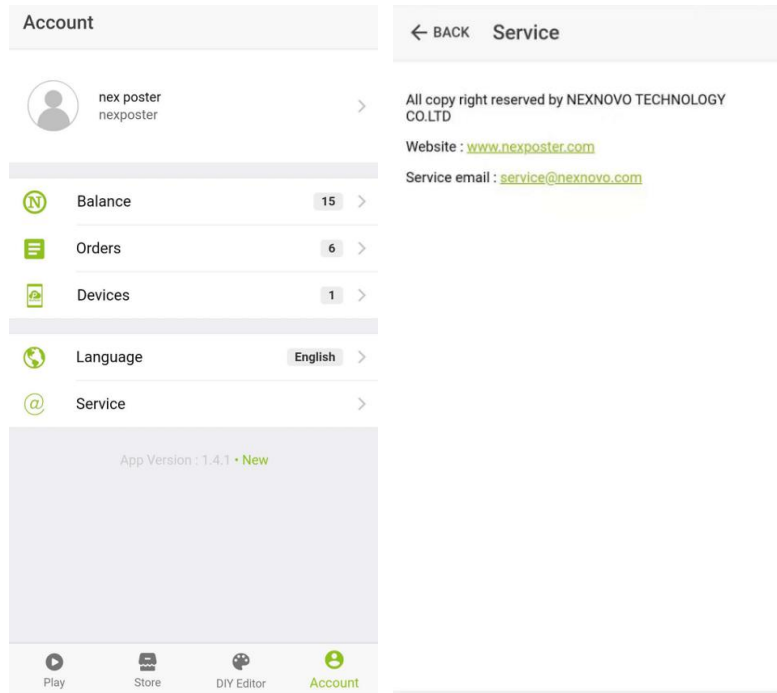 Account
nex poster
nexposter
Balance 15
Orders 6
Devices 1
Language English
@ Service
App Version : 1.4.1 • New
Play Store DIY Editor Account
← BACK Service
All copy right reserved by NEXNOVO TECHNOLOGY
CO.LTD
Website : www.nexposter.com
Service email : service@nexnovo.com